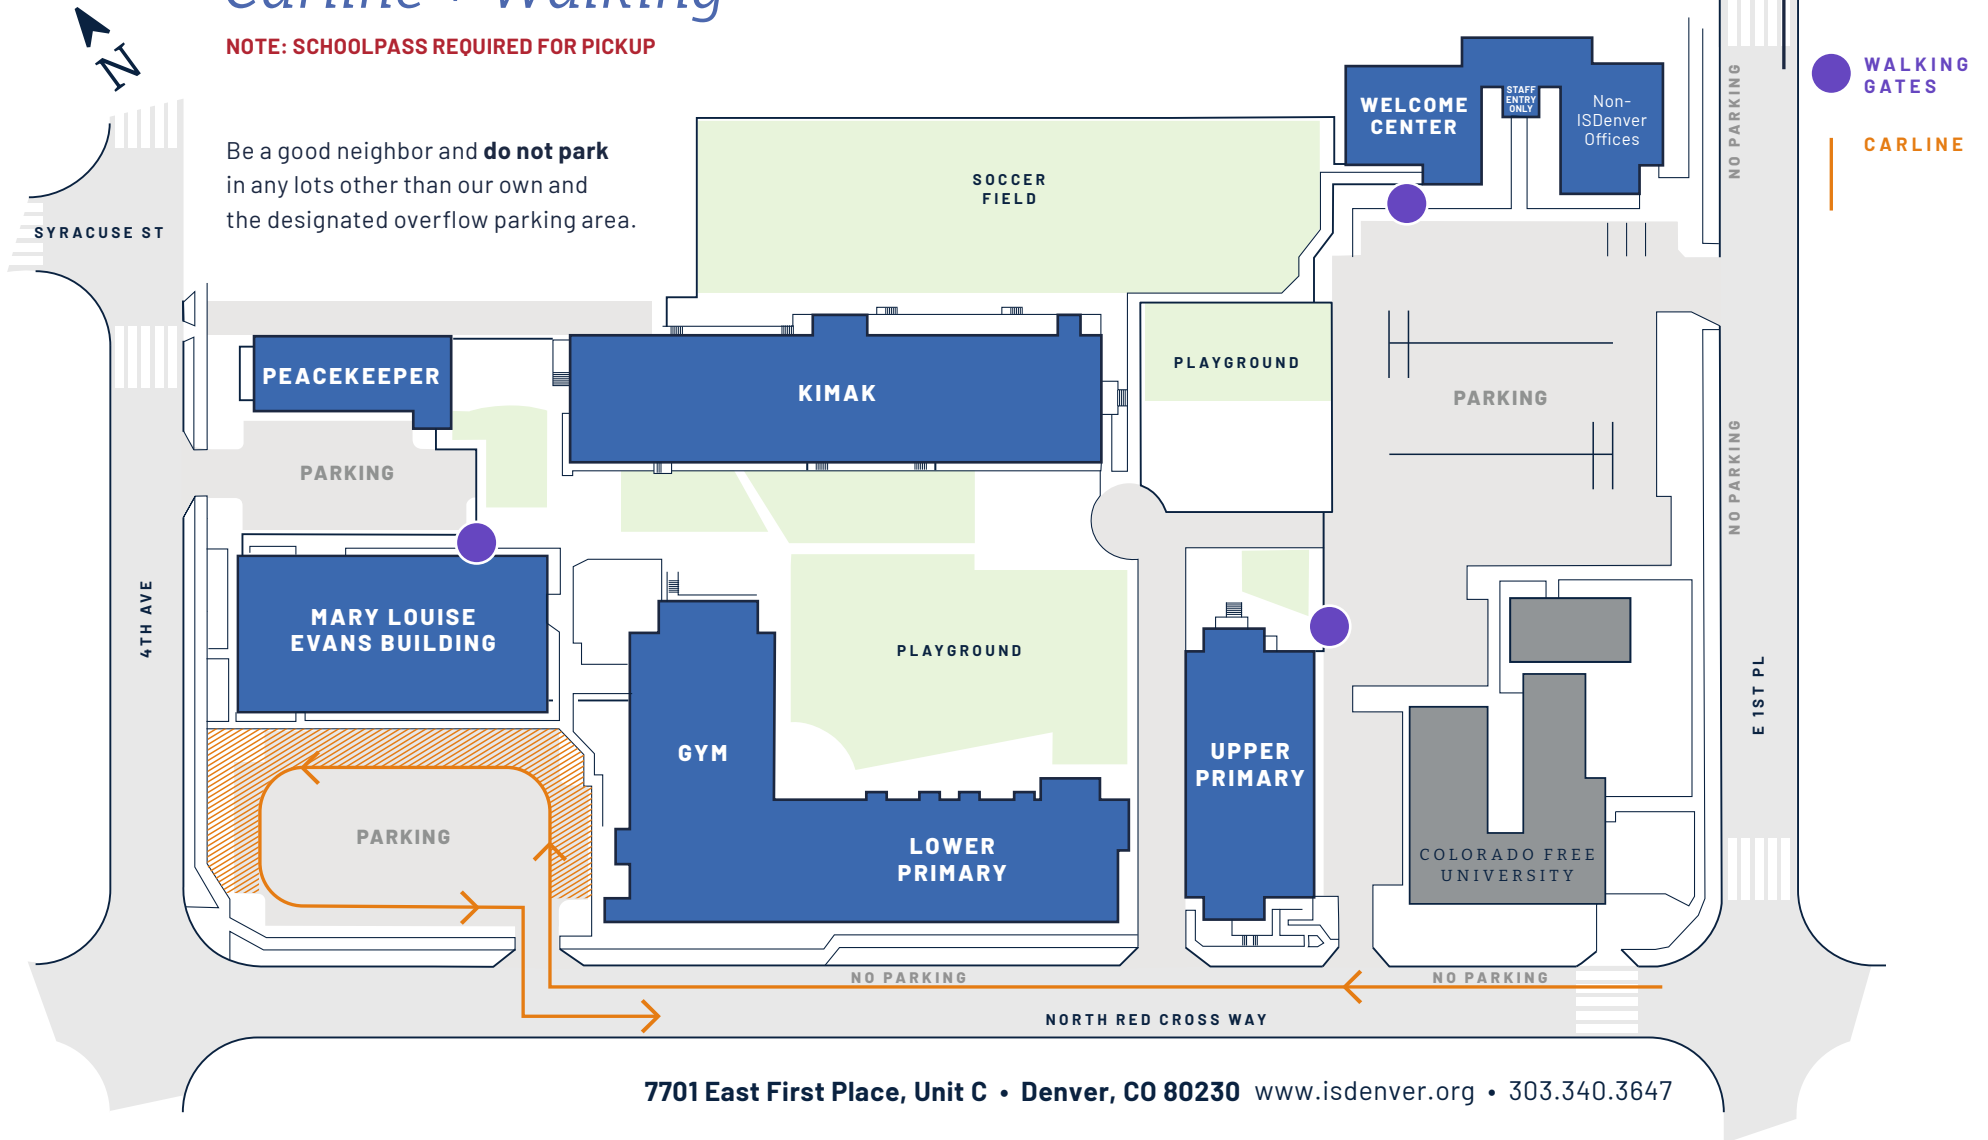 Carline + Walking
NOTE: SCHOOLPASS REQUIRED FOR PICKUP
N
Be a good neighbor and do not park
in any lots other than our own and
the designated overflow parking area.
WALKING
GATES
CARLINE
WELCOME
CENTER
STAFF
ENTRY
ONLY
Non-
ISDenver
Offices
NO PARKING
SOCCER
FIELD
SYRACUSE ST
PEACEKEEPER
KIMAK
PLAYGROUND
PARKING
PARKING
NO PARKING
4TH AVE
MARY LOUISE
EVANS BUILDING
PLAYGROUND
E 1ST PL
GYM
UPPER
PRIMARY
PARKING
LOWER
PRIMARY
COLORADO FREE
UNIVERSITY
NO PARKING
NO PARKING
NORTH RED CROSS WAY
7701 East First Place, Unit C • Denver, CO 80230 www.isdenver.org • 303.340.3647